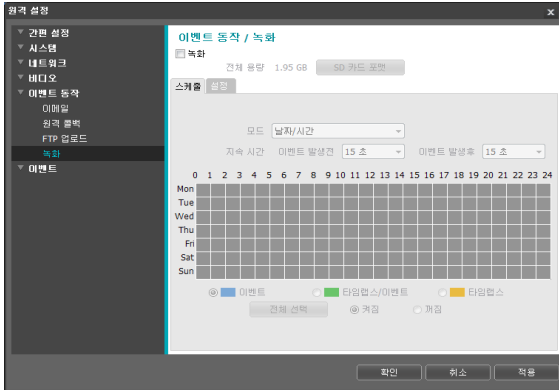 원격 설정
간편 설정
시스템
네트워크
비디오
이벤트 동작
이메일
원격 콜백
FTP 업로드
녹화
이벤트
이벤트 동작 / 녹화
녹화
전체 용량 1.95 GB SD 카드 포맷
스케줄 설정
모드 날짜/시간
지속 시간 이벤트 발생전 15 초 이벤트 발생후 15 초
0 1 2 3 4 5 6 7 8 9 10 11 12 13 14 15 16 17 18 19 20 21 22 23 24
Mon
Tue
Wed
Thu
Fri
Sat
Sun
이벤트 타임랩스/이벤트 타임랩스
전체 선택 켜짐 꺼짐
확인 취소 적용